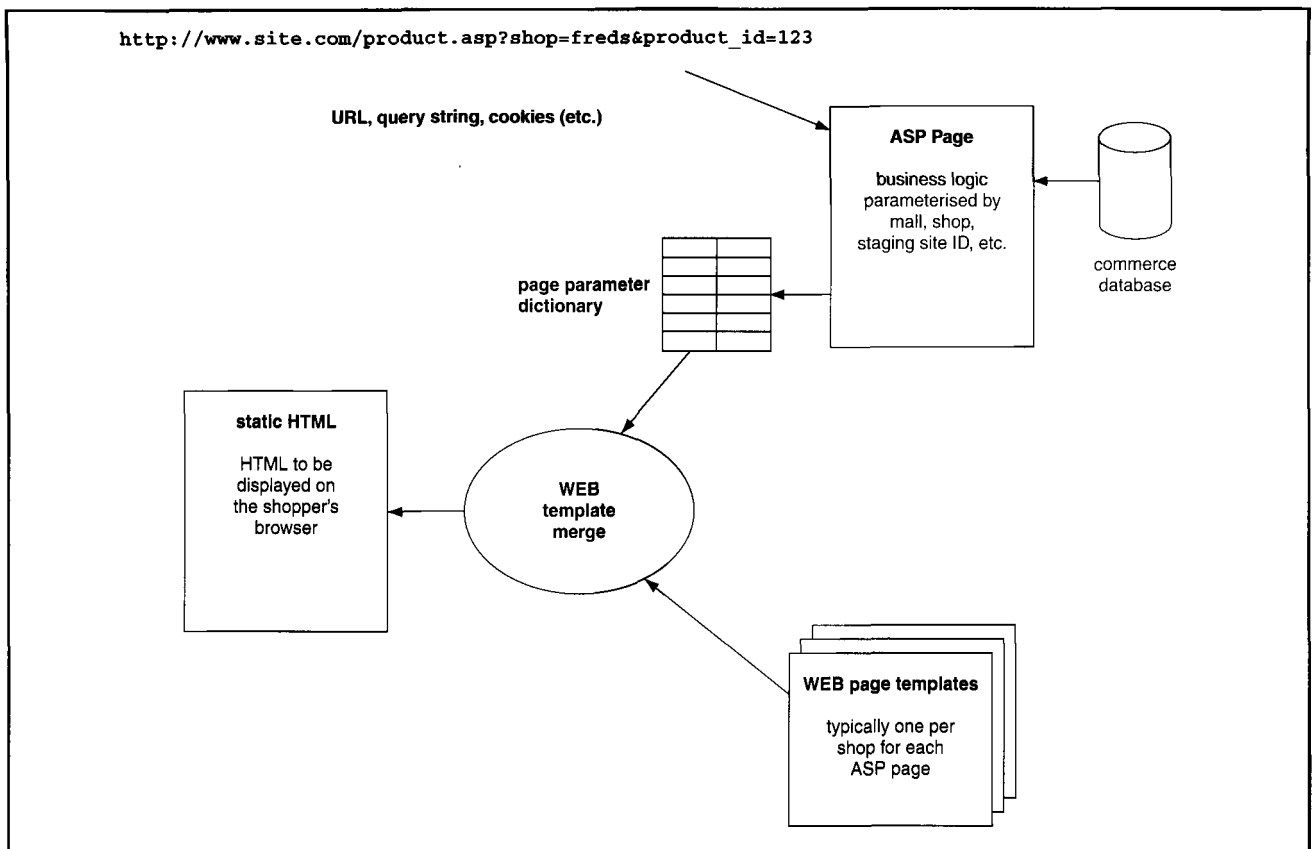 http://www.site.com/product.asp?shop=freds&product_id=123
URL, query string, cookies (etc.)
ASP Page
business logic
parameterised by
mall, shop,
staging site ID, etc.
commerce
database
page parameter
dictionary
static HTML
HTML to be
displayed on
the shopper's
browser
WEB
template
merge
WEB page templates
typically one per
shop for each
ASP page